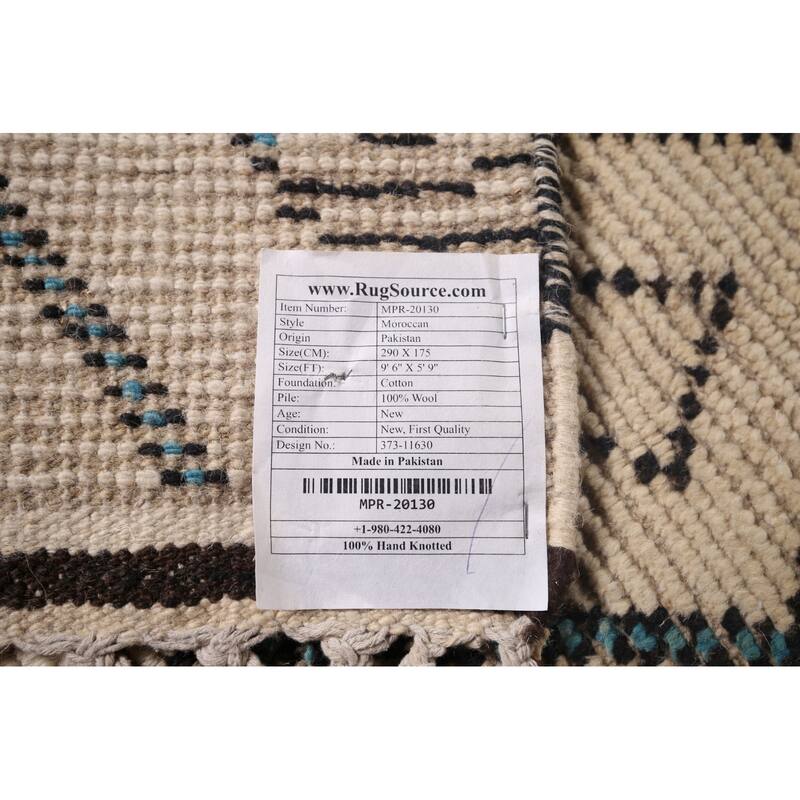 www.RugSource.com
Item Number: MPR-20130
Style Moroccan
Origin Pakistan
Size(CM): 290 X 175
Size(FT): 9' 6" X 5' 9"
Foundation: Cotton
Pile: 100% Wool
Age: New
Condition: New, First Quality
Design No.: 373-11630
Made in Pakistan
MPR-20130
+1-980-422-4080
100% Hand Knotted